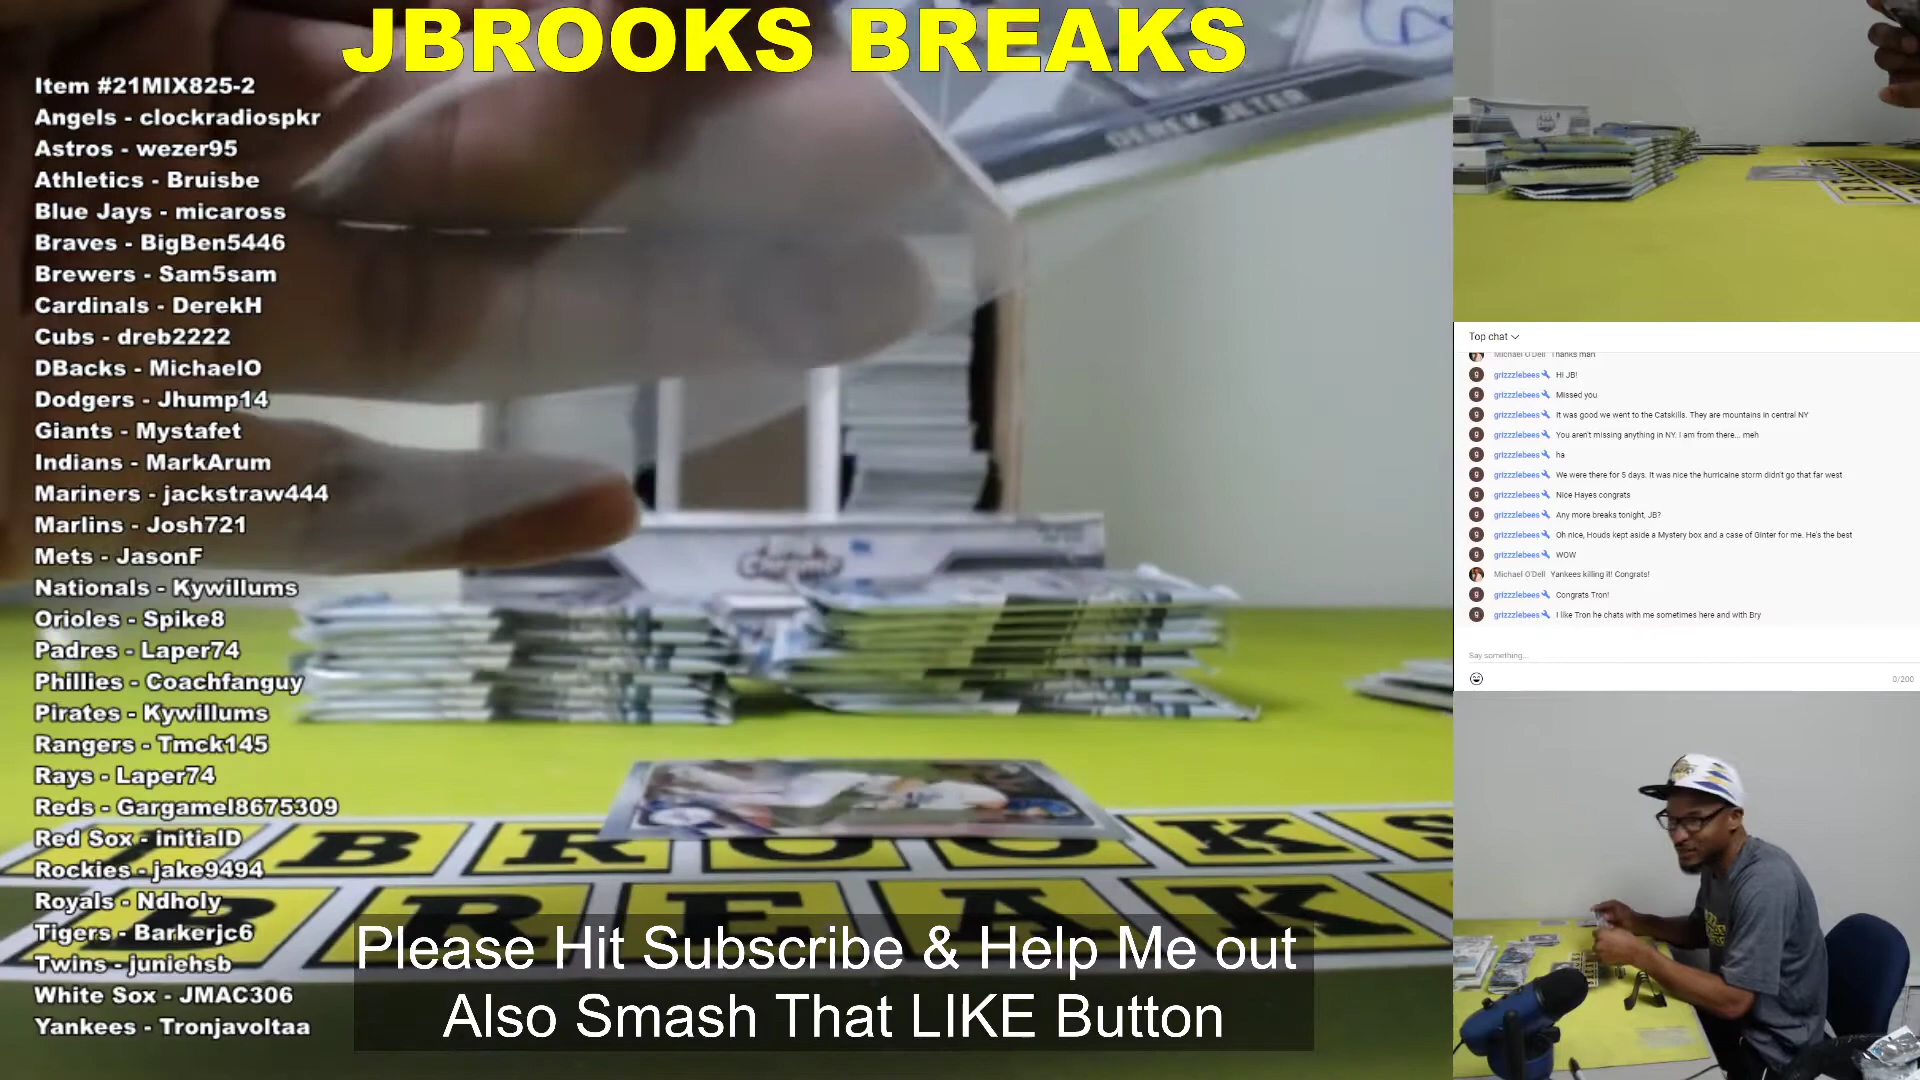 JBROOKS BREAKS
Item #21MIX825-2
Angels - clockradiospkr
Astros - wezer95
Athletics - Bruisbe
Blue Jays - micaross
Braves - BigBen5446
Brewers - Sam5sam
Cardinals - DerekH
Cubs - dreb2222
DBacks - MichaelO
Dodgers - Jhump14
Giants - Mystafet
Indians - MarkArum
Mariners - jackstraw444
Marlins - Josh721
Mets - JasonF
Nationals - Kywillums
Orioles - Spike8
Padres - Laper74
Phillies - Coachfanguy
Pirates - Kywillums
Rangers - Tmck145
Rays - Laper74
Reds - Gargamel8675309
Red Sox - initialD
Rockies - jake9494
Royals - Ndholy
Tigers - Barkerjc6
Twins - juniehsb
White Sox - JMAC306
Yankees - Tronjavoltaa
DEREK JETER
Chrome
BROOKS
BREAK
Please Hit Subscribe & Help Me out
Also Smash That LIKE Button
Top chat
Michael O'Dell Thanks man
g grizzzlebees Hi JB!
g grizzzlebees Missed you
g grizzzlebees It was good we went to the Catskills. They are mountains in central NY
g grizzzlebees You aren't missing anything in NY. I am from there... meh
g grizzzlebees ha
g grizzzlebees We were there for 5 days. It was nice the hurricaine storm didn't go that far west
g grizzzlebees Nice Hayes congrats
g grizzzlebees Any more breaks tonight, JB?
g grizzzlebees Oh nice, Houds kept aside a Mystery box and a case of Ginter for me. He's the best
g grizzzlebees WOW
Michael O'Dell Yankees killing it! Congrats!
g grizzzlebees Congrats Tron!
g grizzzlebees I like Tron he chats with me sometimes here and with Bry
Say something...
0/200